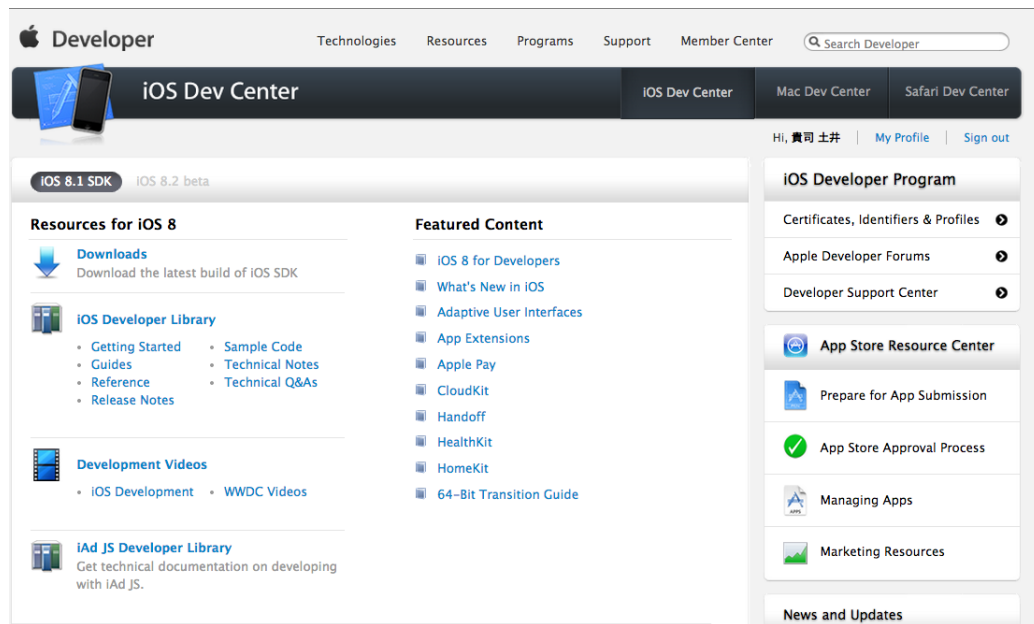 Developer
Technologies Resources Programs Support Member Center Search Developer
iOS Dev Center
iOS Dev Center Mac Dev Center Safari Dev Center
Hi, 貴司 土井 My Profile Sign out
iOS 8.1 SDK iOS 8.2 beta
Resources for iOS 8
Downloads
Download the latest build of iOS SDK
iOS Developer Library
Getting Started
Guides
Reference
Release Notes
Sample Code
Technical Notes
Technical Q&As
Development Videos
iOS Development WWDC Videos
iAd JS Developer Library
Get technical documentation on developing
with iAd JS.
Featured Content
iOS 8 for Developers
What's New in iOS
Adaptive User Interfaces
App Extensions
Apple Pay
CloudKit
Handoff
HealthKit
HomeKit
64-Bit Transition Guide
iOS Developer Program
Certificates, Identifiers & Profiles
Apple Developer Forums
Developer Support Center
App Store Resource Center
Prepare for App Submission
App Store Approval Process
Managing Apps
Marketing Resources
News and Updates